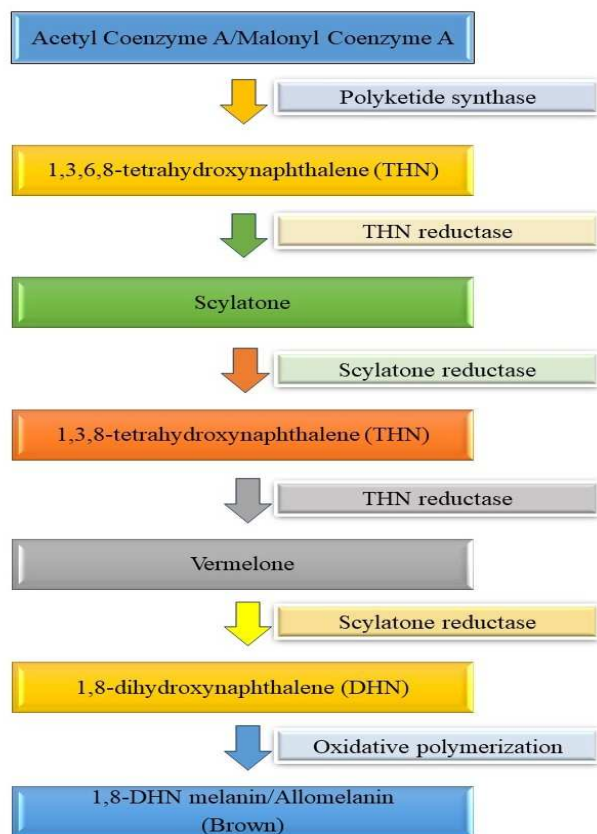 Acetyl Coenzyme A/Malonyl Coenzyme A
Polyketide synthase
1,3,6,8-tetrahydroxynaphthalene (THN)
THN reductase
Scylatone
Scylatone reductase
1,3,8-tetrahydroxynaphthalene (THN)
THN reductase
Vermelone
Scylatone reductase
1,8-dihydroxynaphthalene (DHN)
Oxidative polymerization
1,8-DHN melanin/Allomelanin
(Brown)